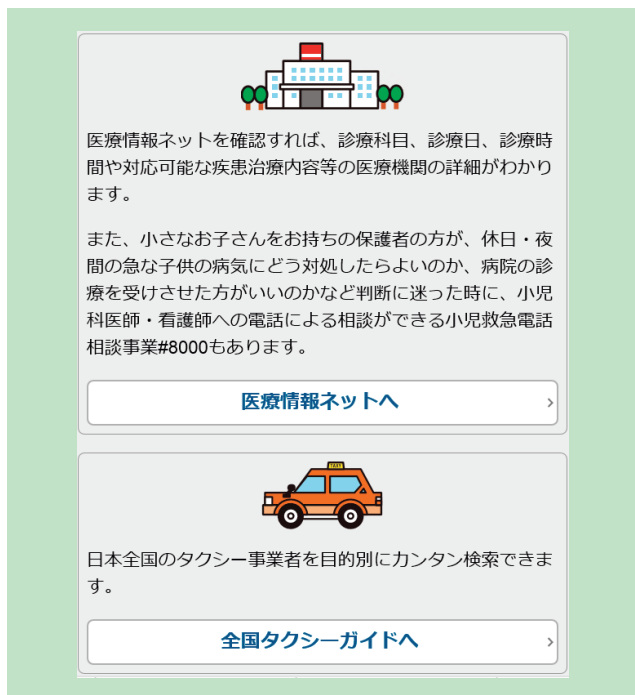 医療情報ネットを確認すれば、診療科目、診療日、診療時
間や対応可能な疾患治療内容等の医療機関の詳細がわかり
ます。
また、小さなお子さんをお持ちの保護者の方が、休日・夜
間の急な子供の病気にどう対処したらよいのか、病院の診
療を受けさせた方がいいのかなど判断に迷った時に、小児
科医師・看護師への電話による相談ができる小児救急電話
相談事業#8000もあります。
医療情報ネットへ
TAXI
日本全国のタクシー事業者を目的別にカンタン検索できま
す。
全国タクシーガイドへ